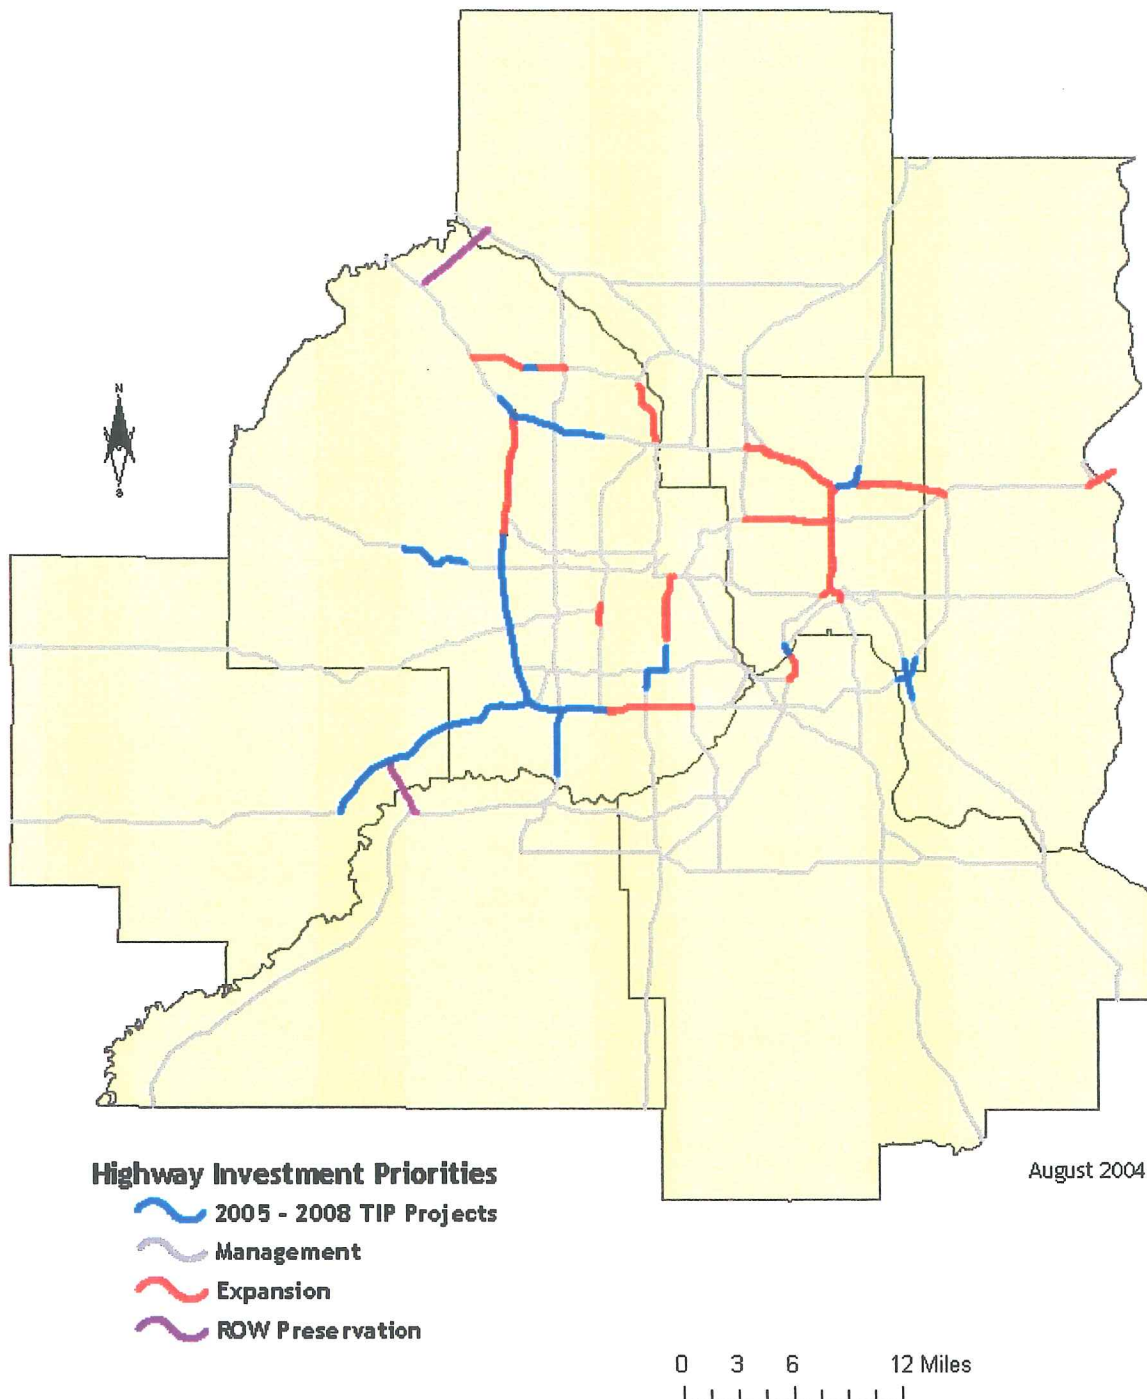 N
S
Highway Investment Priorities
2005 - 2008 TIP Projects
Management
Expansion
ROW Preservation
August 2004
0 3 6 12 Miles